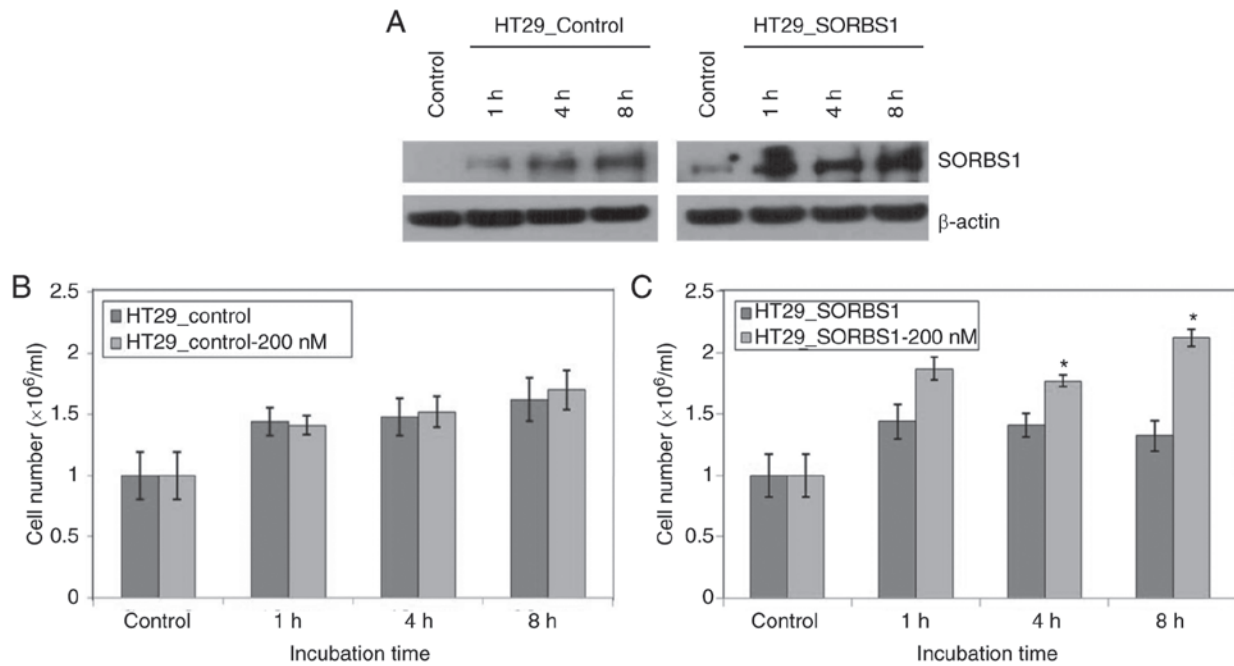 A
HT29_Control
HT29_SORBS1
Control
1 h
4 h
8 h
Control
1 h
4 h
8 h
SORBS1
β-actin
B
HT29_control
HT29_control-200 nM
Cell number (×10⁶/ml)
2.5
2
1.5
1
0.5
0
Control
1 h
4 h
8 h
Incubation time
C
HT29_SORBS1
HT29_SORBS1-200 nM
*
*
Cell number (×10⁶/ml)
2.5
2
1.5
1
0.5
0
Control
1 h
4 h
8 h
Incubation time